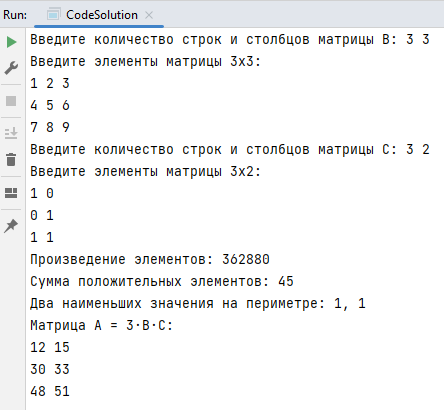 Run: CodeSolution
Введите количество строк и столбцов матрицы B: 3 3
Введите элементы матрицы 3x3:
1 2 3
4 5 6
7 8 9
Введите количество строк и столбцов матрицы C: 3 2
Введите элементы матрицы 3x2:
1 0
0 1
1 1
Произведение элементов: 362880
Сумма положительных элементов: 45
Два наименьших значения на периметре: 1, 1
Матрица A = 3·B·C:
12 15
30 33
48 51